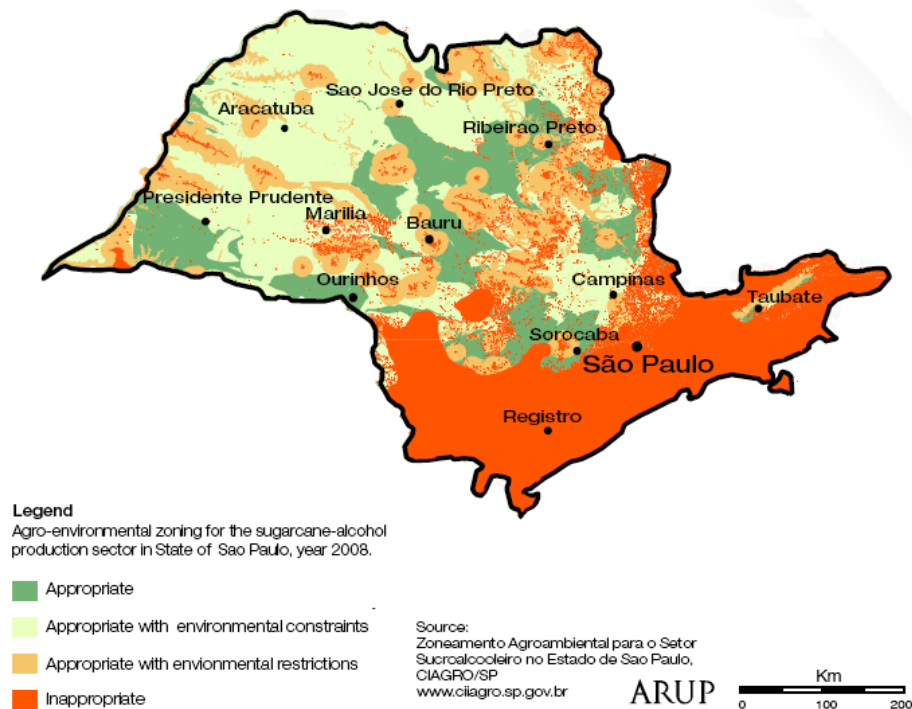 Sao Jose do Rio Preto
Aracatuba
Ribeirao Preto
Presidente Prudente
Marilia
Bauru
Ourinhos
Campinas
Taubate
Sorocaba
São Paulo
Registro
Legend
Agro-environmental zoning for the sugarcane-alcohol
production sector in State of Sao Paulo, year 2008.
Appropriate
Appropriate with environmental constraints
Appropriate with envionmental restrictions
Inappropriate
Source:
Zoneamento Agroambiental para o Setor
Sucroalcooleiro no Estado de Sao Paulo,
CIAGRO/SP
www.ciiagro.sp.gov.br
ARUP
Km
0 100 200